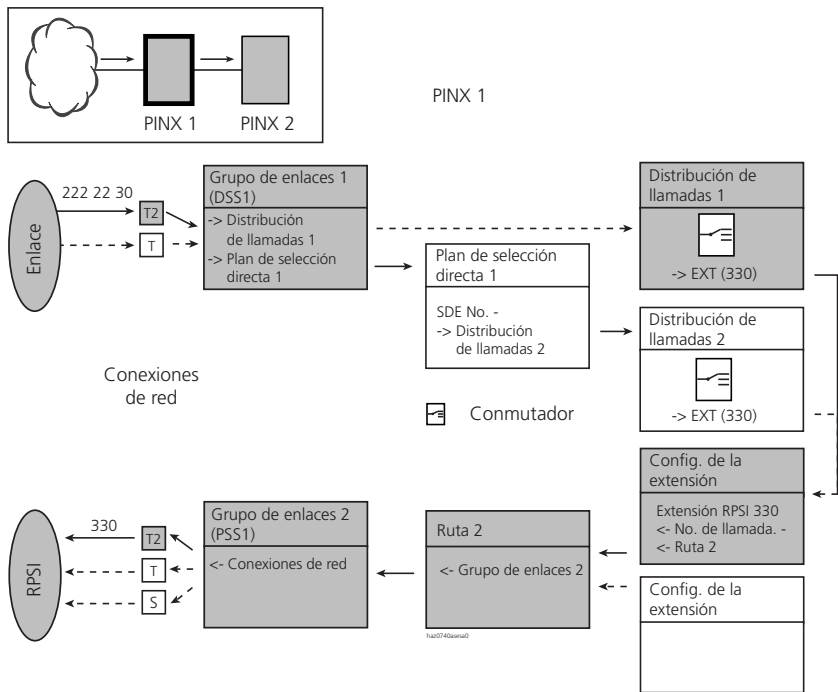 PINX 1
PINX 2
PINX 1
Enlace
222 22 30
T2
T
Grupo de enlaces 1
(DSS1)
-> Distribución
de llamadas 1
-> Plan de selección
directa 1
Plan de selección
directa 1
SDE No. -
-> Distribución
de llamadas 2
Distribución de
llamadas 1
-> EXT (330)
Distribución de
llamadas 2
-> EXT (330)
Conexiones
de red
Conmutador
Config. de la
extensión
Extensión RPSI 330
<- No. de llamada. -
<- Ruta 2
Config. de la
extensión
Ruta 2
<- Grupo de enlaces 2
Grupo de enlaces 2
(PSS1)
<- Conexiones de red
330
T2
T
S
RPSI
haz0740asesa0